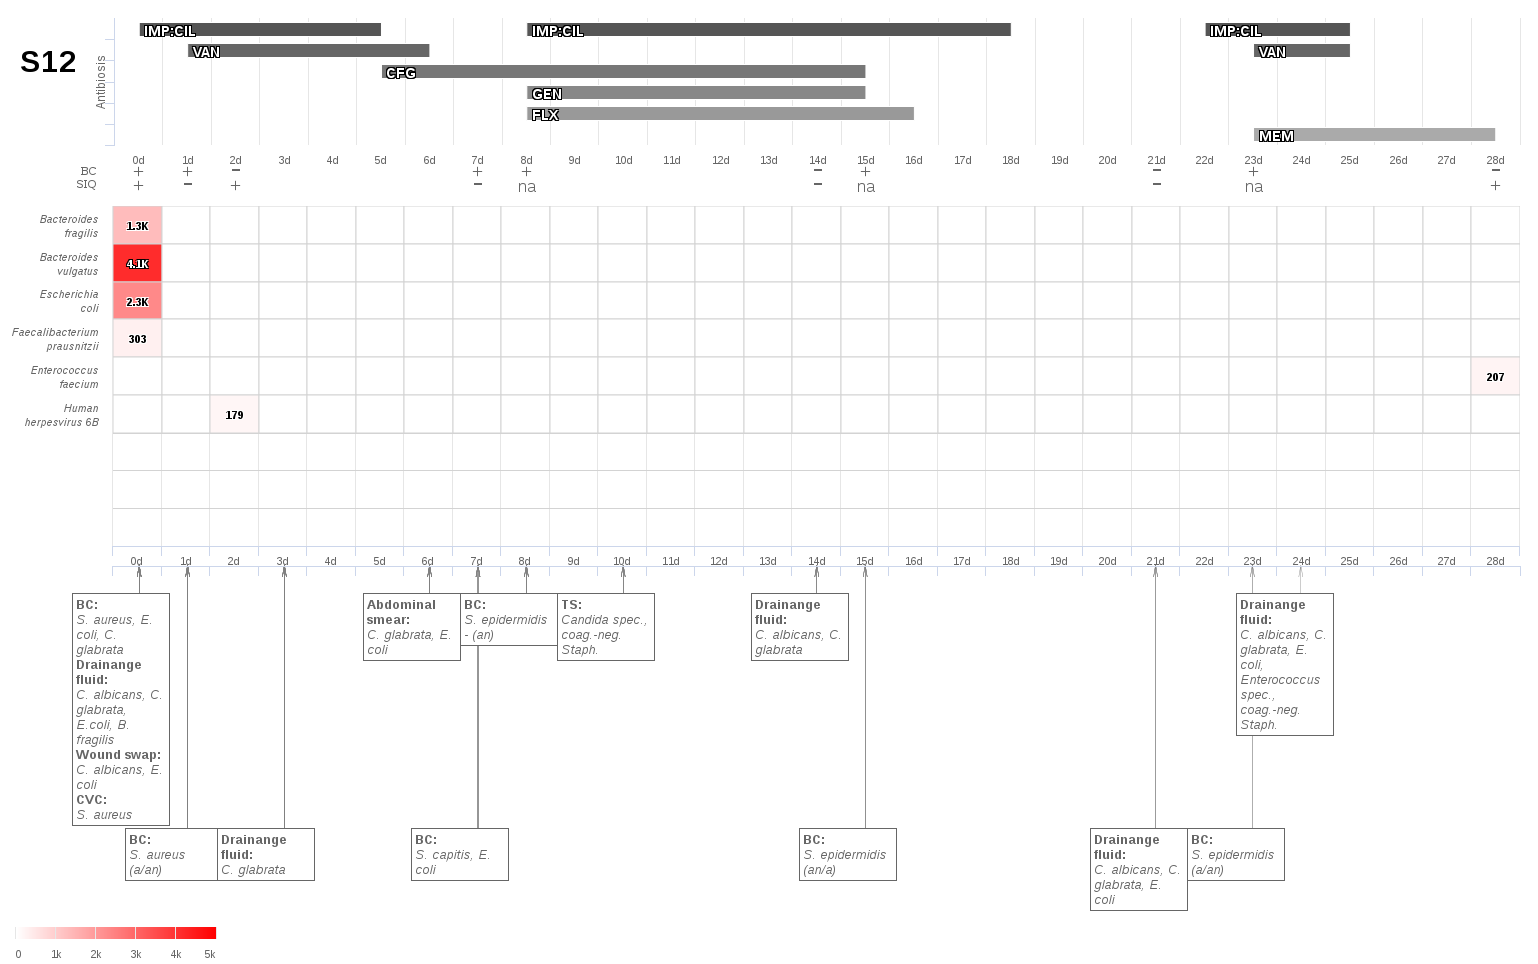 IMP:CIL IMP:CIL IMP:CIL
S12
Antibiosis
VAN VAN
CFG
GEN
FLX
MEM
0d 1d 2d 3d 4d 5d 6d 7d 8d 9d 10d 11d 12d 13d 14d 15d 16d 17d 18d 19d 20d 21d 22d 23d 24d 25d 26d 27d 28d
BC + + - + + - + - + -
SIQ + - + - na - na - na +
Bacteroides
fragilis
1.3K
Bacteroides
vulgatus
4.1K
Escherichia
coli
2.3K
Faecalibacterium
prausnitzii
303
Enterococcus
faecium
207
Human
herpesvirus 6B
179
0d 1d 2d 3d 4d 5d 6d 7d 8d 9d 10d 11d 12d 13d 14d 15d 16d 17d 18d 19d 20d 21d 22d 23d 24d 25d 26d 27d 28d
BC:
S. aureus, E.
coli, C.
glabrata
Drainange
fluid:
C. albicans, C.
glabrata,
E.coli, B.
fragilis
Wound swap:
C. albicans, E.
coli
CVC:
S. aureus
BC:
S. aureus
(a/an)
Drainange
fluid:
C. glabrata
Abdominal
smear:
C. glabrata, E.
coli
BC:
S. capitis, E.
coli
BC:
S. epidermidis
- (an)
TS:
Candida spec.,
coag.-neg.
Staph.
Drainange
fluid:
C. albicans, C.
glabrata
BC:
S. epidermidis
(an/a)
Drainange
fluid:
C. albicans, C.
glabrata, E.
coli
BC:
S. epidermidis
(a/an)
Drainange
fluid:
C. albicans, C.
glabrata, E.
coli,
Enterococcus
spec.,
coag.-neg.
Staph.
0 1k 2k 3k 4k 5k